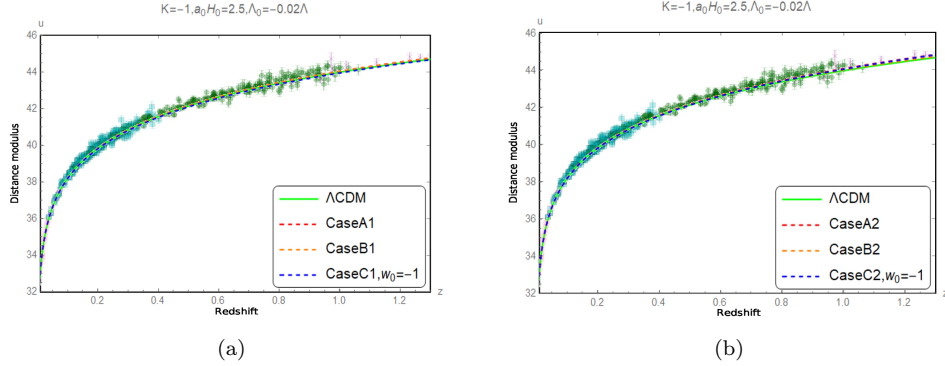 K=−1,a₀H₀=2.5,Λ₀=−0.02Λ
u
46
44
42
40
38
36
34
32
Distance modulus
ΛCDM
CaseA1
CaseB1
CaseC1,w₀=−1
0.2 0.4 0.6 0.8 1.0 1.2
z
Redshift
(a)
K=−1,a₀H₀=2.5,Λ₀=−0.02Λ
u
46
44
42
40
38
36
34
32
Distance modulus
ΛCDM
CaseA2
CaseB2
CaseC2,w₀=−1
0.2 0.4 0.6 0.8 1.0 1.2
z
Redshift
(b)